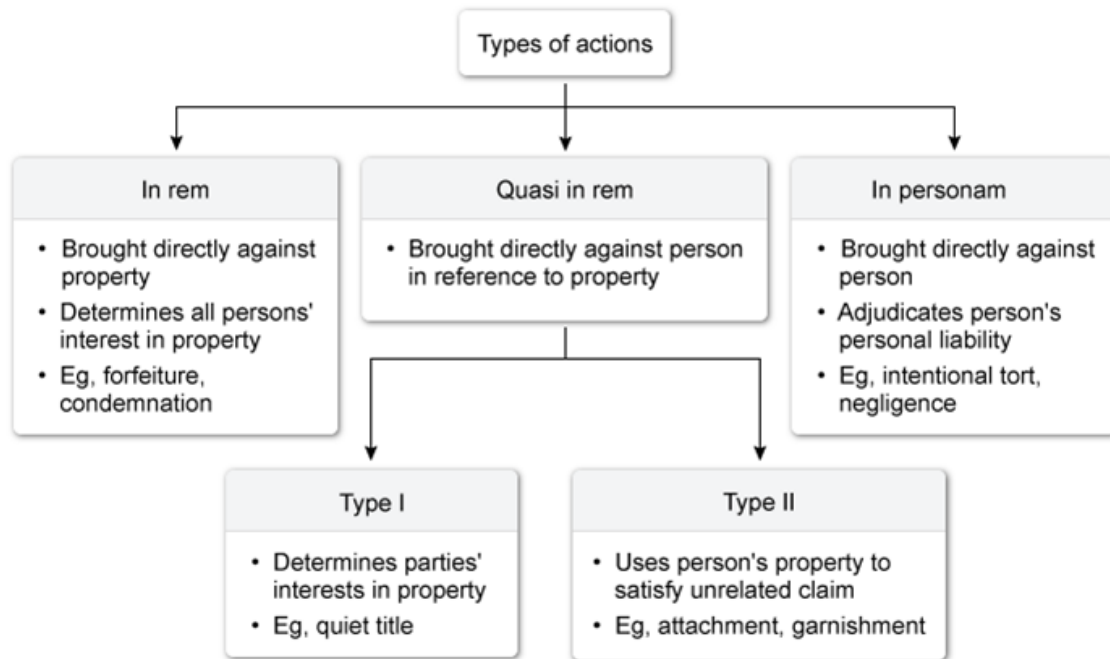 Types of actions
In rem
• Brought directly against
property
• Determines all persons'
interest in property
• Eg, forfeiture,
condemnation
Quasi in rem
• Brought directly against person
in reference to property
In personam
• Brought directly against
person
• Adjudicates person's
personal liability
• Eg, intentional tort,
negligence
Type I
• Determines parties'
interests in property
• Eg, quiet title
Type II
• Uses person's property to
satisfy unrelated claim
• Eg, attachment, garnishment